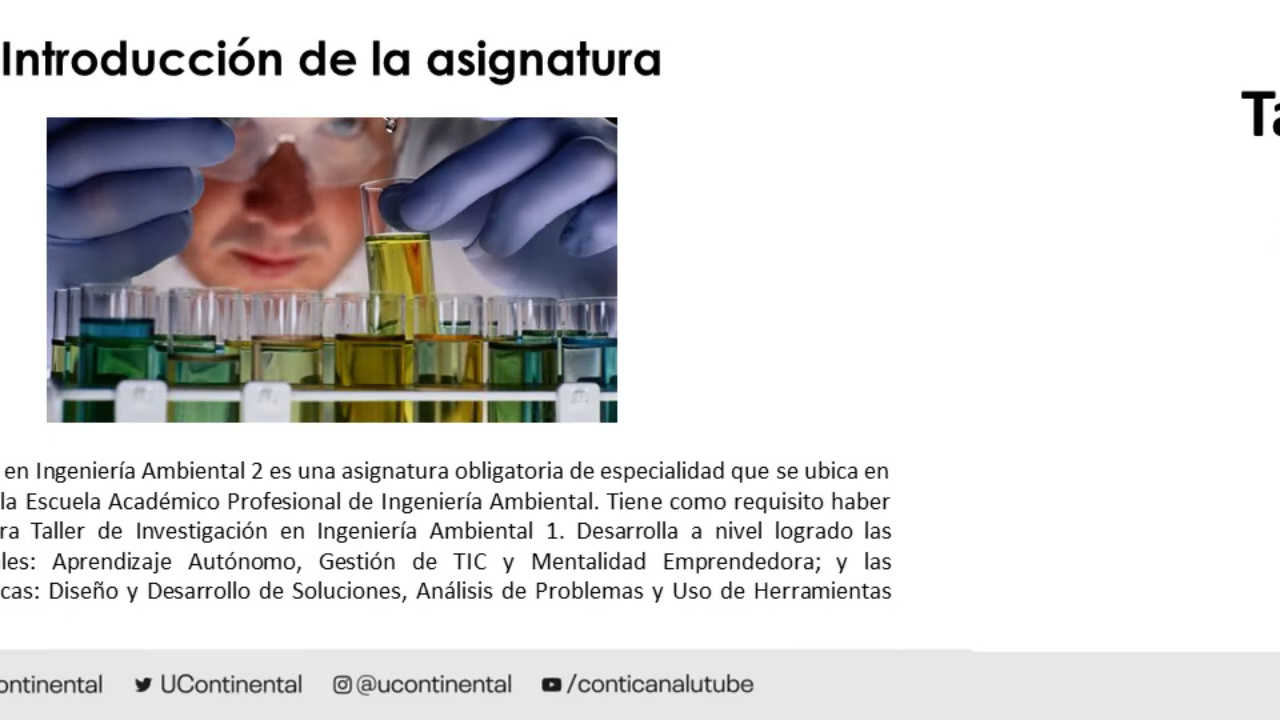 Introducción de la asignatura
Ta
en Ingeniería Ambiental 2 es una asignatura obligatoria de especialidad que se ubica en
la Escuela Académico Profesional de Ingeniería Ambiental. Tiene como requisito haber
ra Taller de Investigación en Ingeniería Ambiental 1. Desarrolla a nivel logrado las
les: Aprendizaje Autónomo, Gestión de TIC y Mentalidad Emprendedora; y las
cas: Diseño y Desarrollo de Soluciones, Análisis de Problemas y Uso de Herramientas
ontinental UContinental @ucontinental /conticanalutube